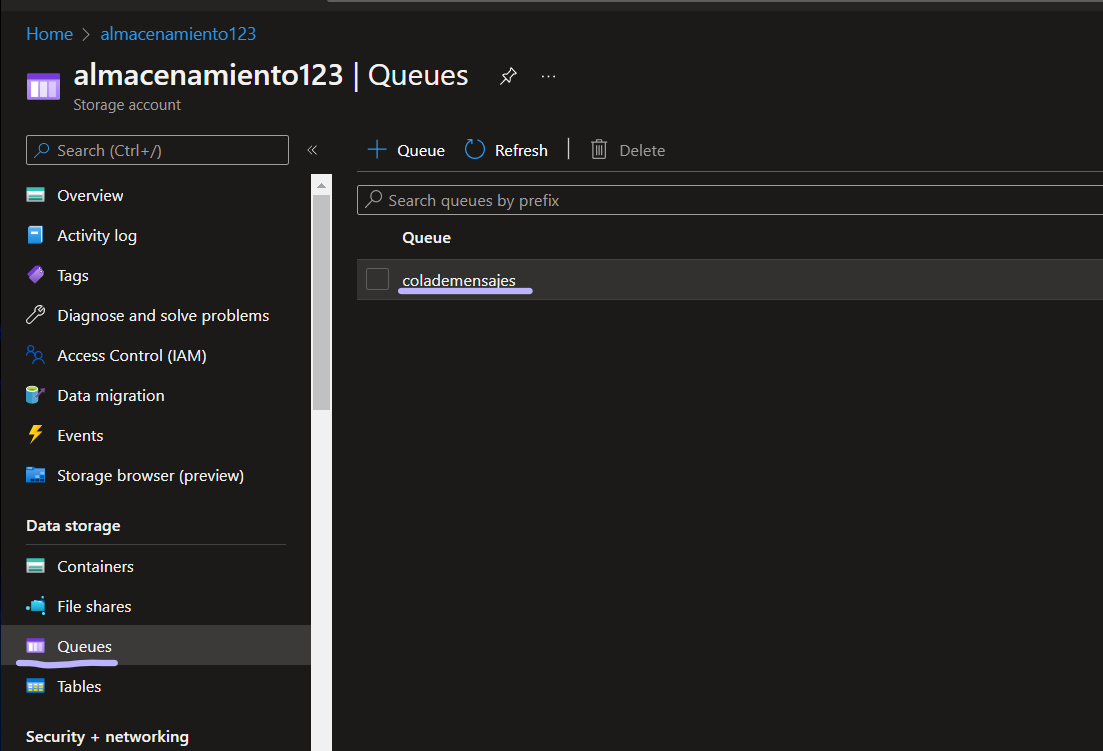 Home > almacenamiento123
almacenamiento123 | Queues ...
Storage account
Search (Ctrl+/) «
Overview
Activity log
Tags
Diagnose and solve problems
Access Control (IAM)
Data migration
Events
Storage browser (preview)
Data storage
Containers
File shares
Queues
Tables
Security + networking
+ Queue Refresh | Delete
Search queues by prefix
Queue
colademensajes